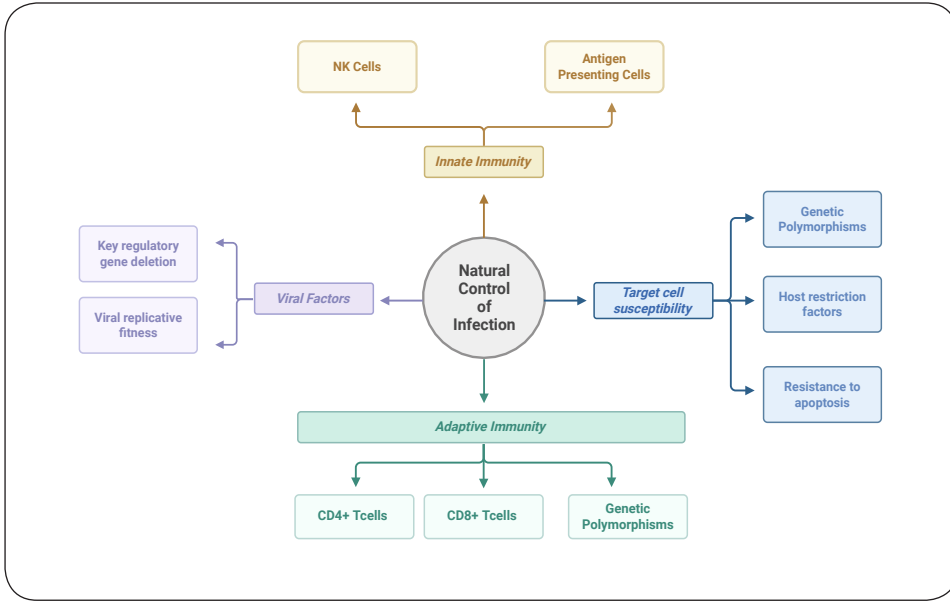 NK Cells
Antigen
Presenting Cells
Innate Immunity
Key regulatory
gene deletion
Viral replicative
fitness
Viral Factors
Natural
Control
of
Infection
Target cell
susceptibility
Genetic
Polymorphisms
Host restriction
factors
Resistance to
apoptosis
Adaptive Immunity
CD4+ Tcells
CD8+ Tcells
Genetic
Polymorphisms